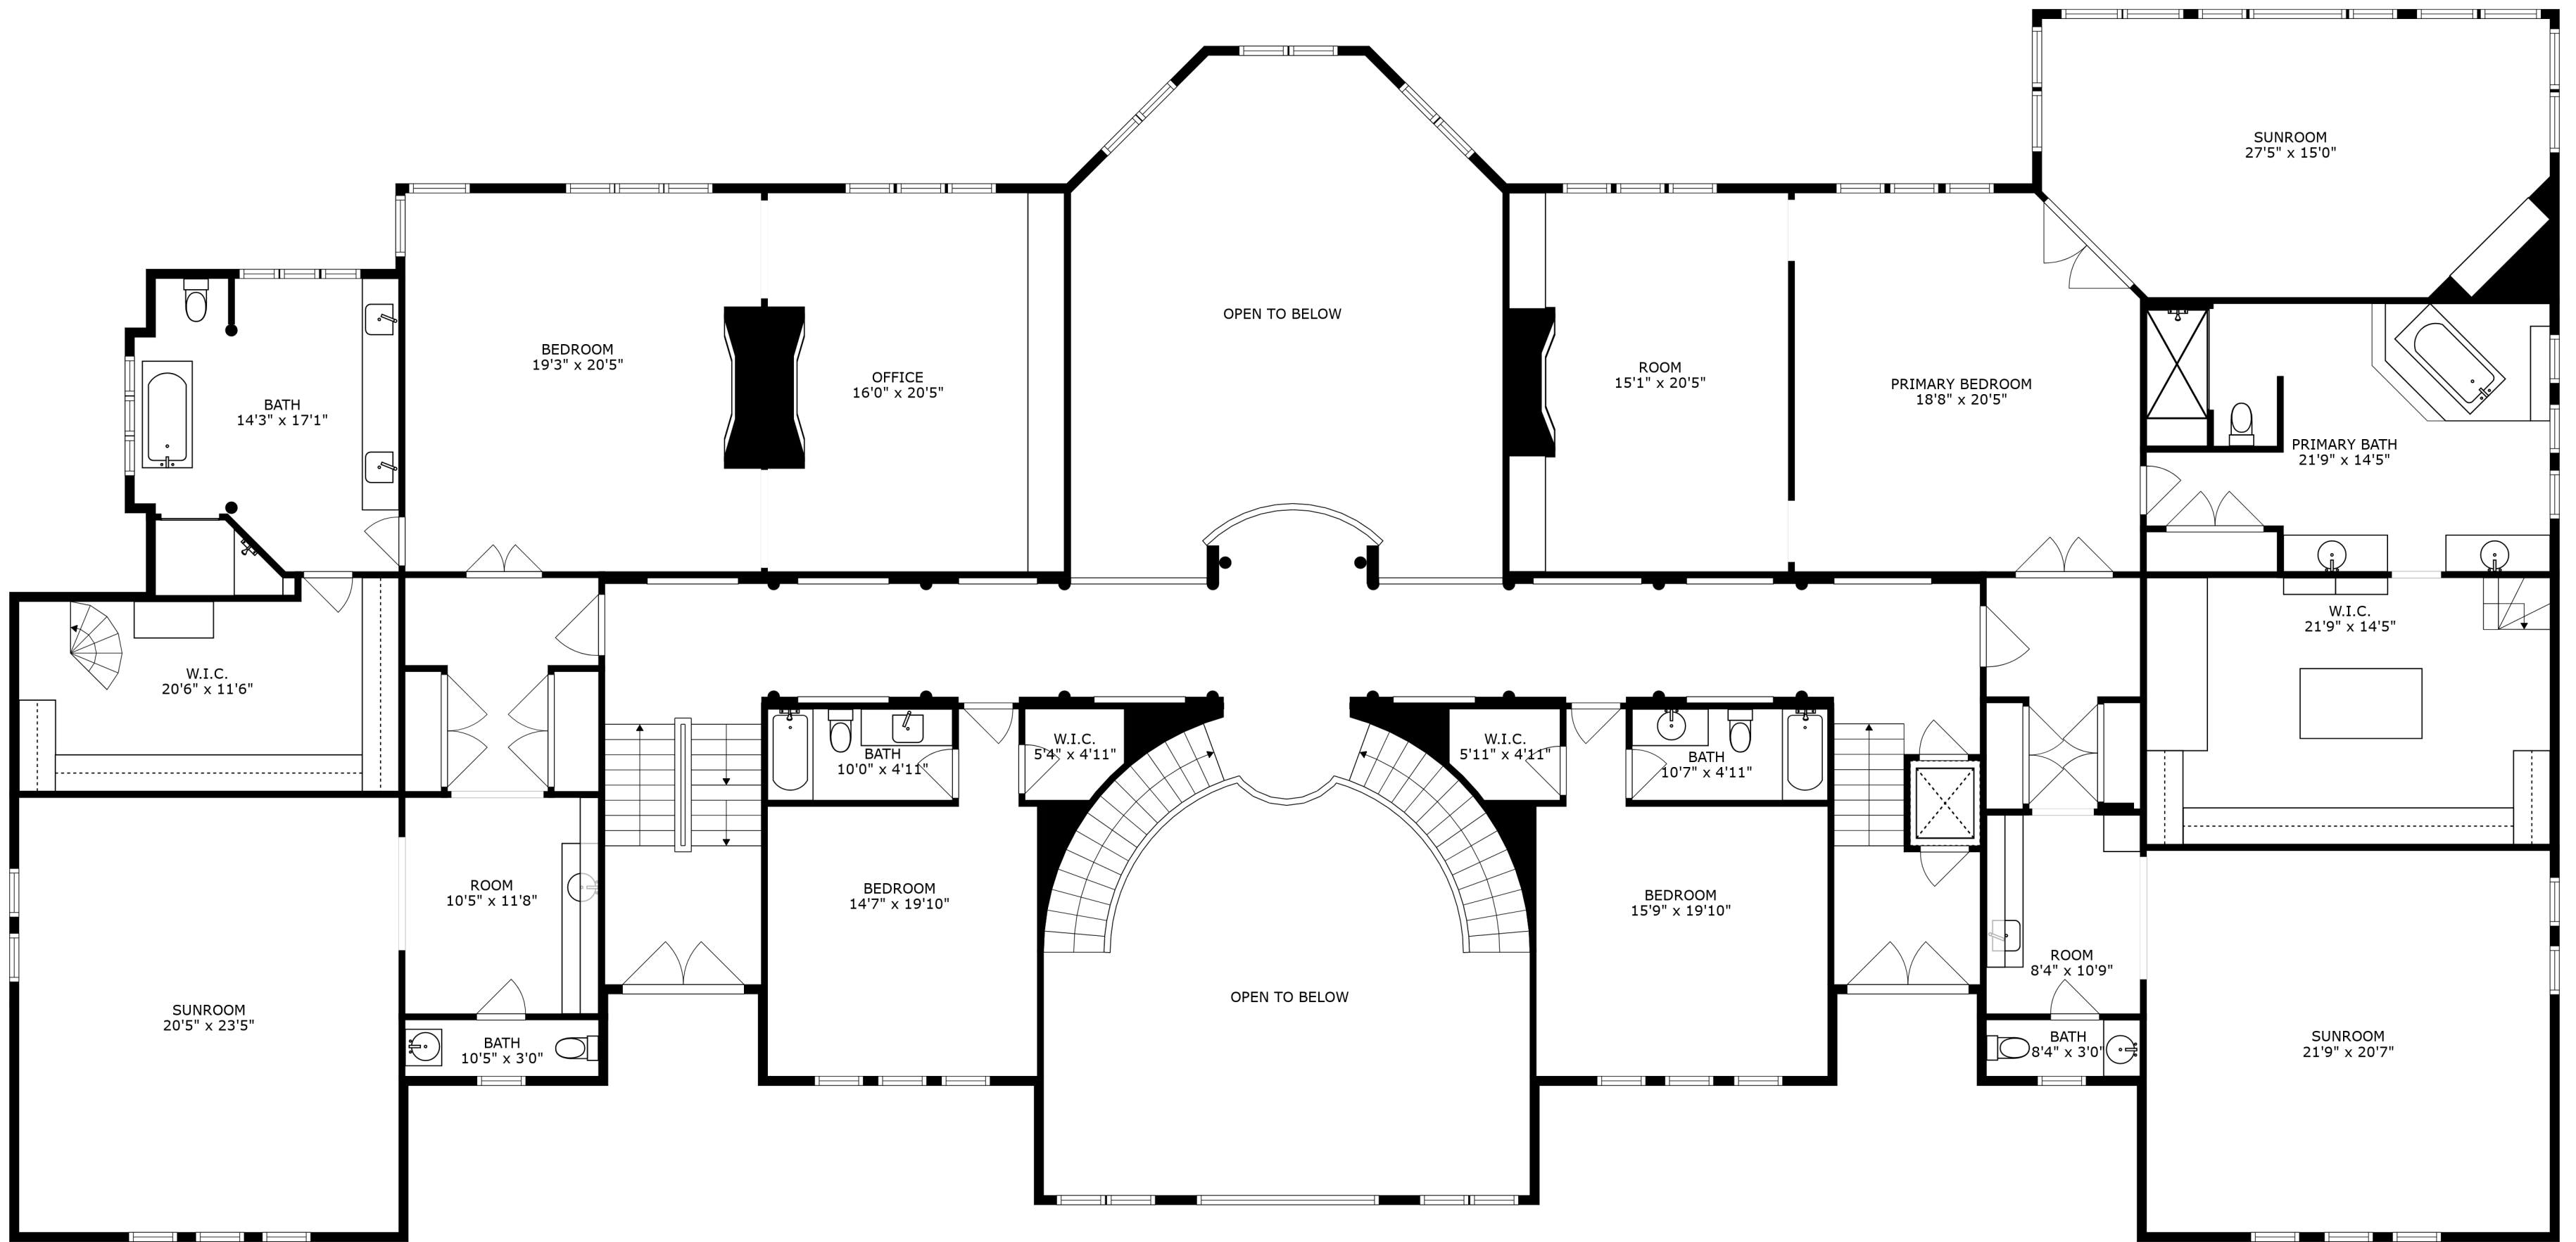 SUNROOM
27'5" x 15'0"
OPEN TO BELOW
BEDROOM
19'3" x 20'5"
OFFICE
16'0" x 20'5"
ROOM
15'1" x 20'5"
PRIMARY BEDROOM
18'8" x 20'5"
BATH
14'3" x 17'1"
PRIMARY BATH
21'9" x 14'5"
W.I.C.
21'9" x 14'5"
W.I.C.
20'6" x 11'6"
BATH
10'0" x 4'11"
W.I.C.
5'4" x 4'11"
W.I.C.
5'11" x 4'11"
BATH
10'7" x 4'11"
ROOM
10'5" x 11'8"
BEDROOM
14'7" x 19'10"
BEDROOM
15'9" x 19'10"
ROOM
8'4" x 10'9"
OPEN TO BELOW
SUNROOM
20'5" x 23'5"
BATH
10'5" x 3'0"
BATH
8'4" x 3'0"
SUNROOM
21'9" x 20'7"